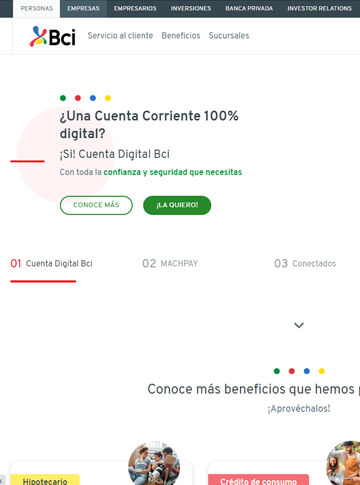 PERSONAS EMPRESAS EMPRESARIOS INVERSIONES BANCA PRIVADA INVESTOR RELATIONS
Bci Servicio al cliente Beneficios Sucursales
¿Una Cuenta Corriente 100%
digital?
¡Si! Cuenta Digital Bci
Con toda la confianza y seguridad que necesitas
CONOCE MÁS ¡LA QUIERO!
01 Cuenta Digital Bci 02 MACHPAY 03 Conectados
Conoce más beneficios que hemos
¡Aprovéchalos!
Hipotecario Crédito de consumo